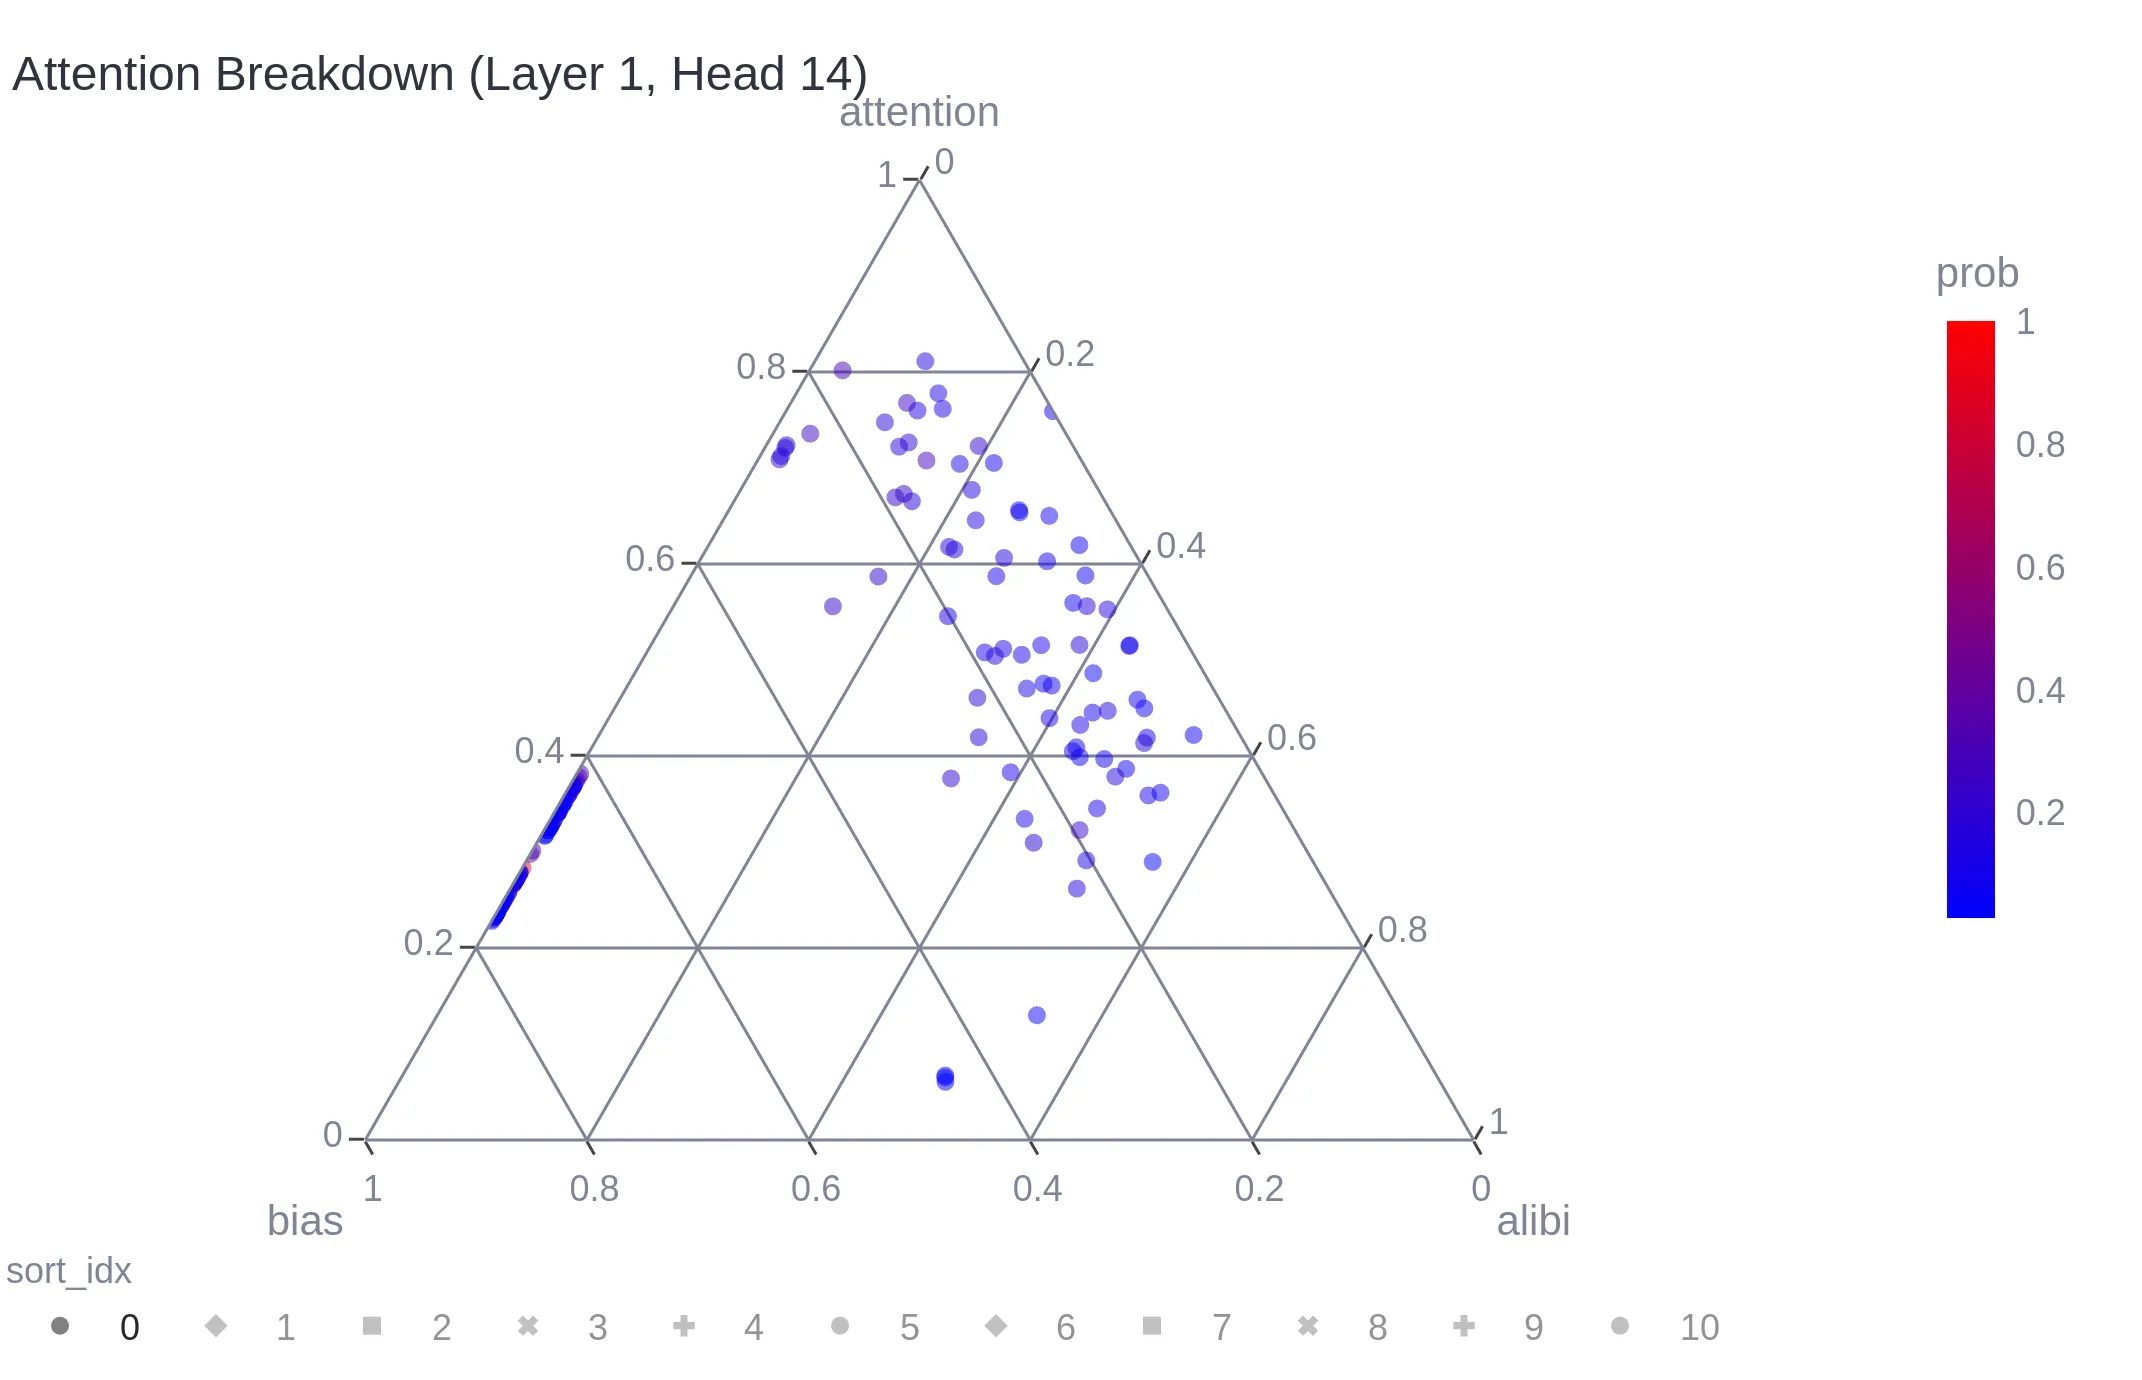 Attention Breakdown (Layer 1, Head 14)
attention
1 0
0.8 0.2
0.6 0.4
0.4 0.6
0.2 0.8
0 1
1 0.8 0.6 0.4 0.2 0
bias alibi
prob
1
0.8
0.6
0.4
0.2
sort_idx
0 1 2 3 4 5 6 7 8 9 10